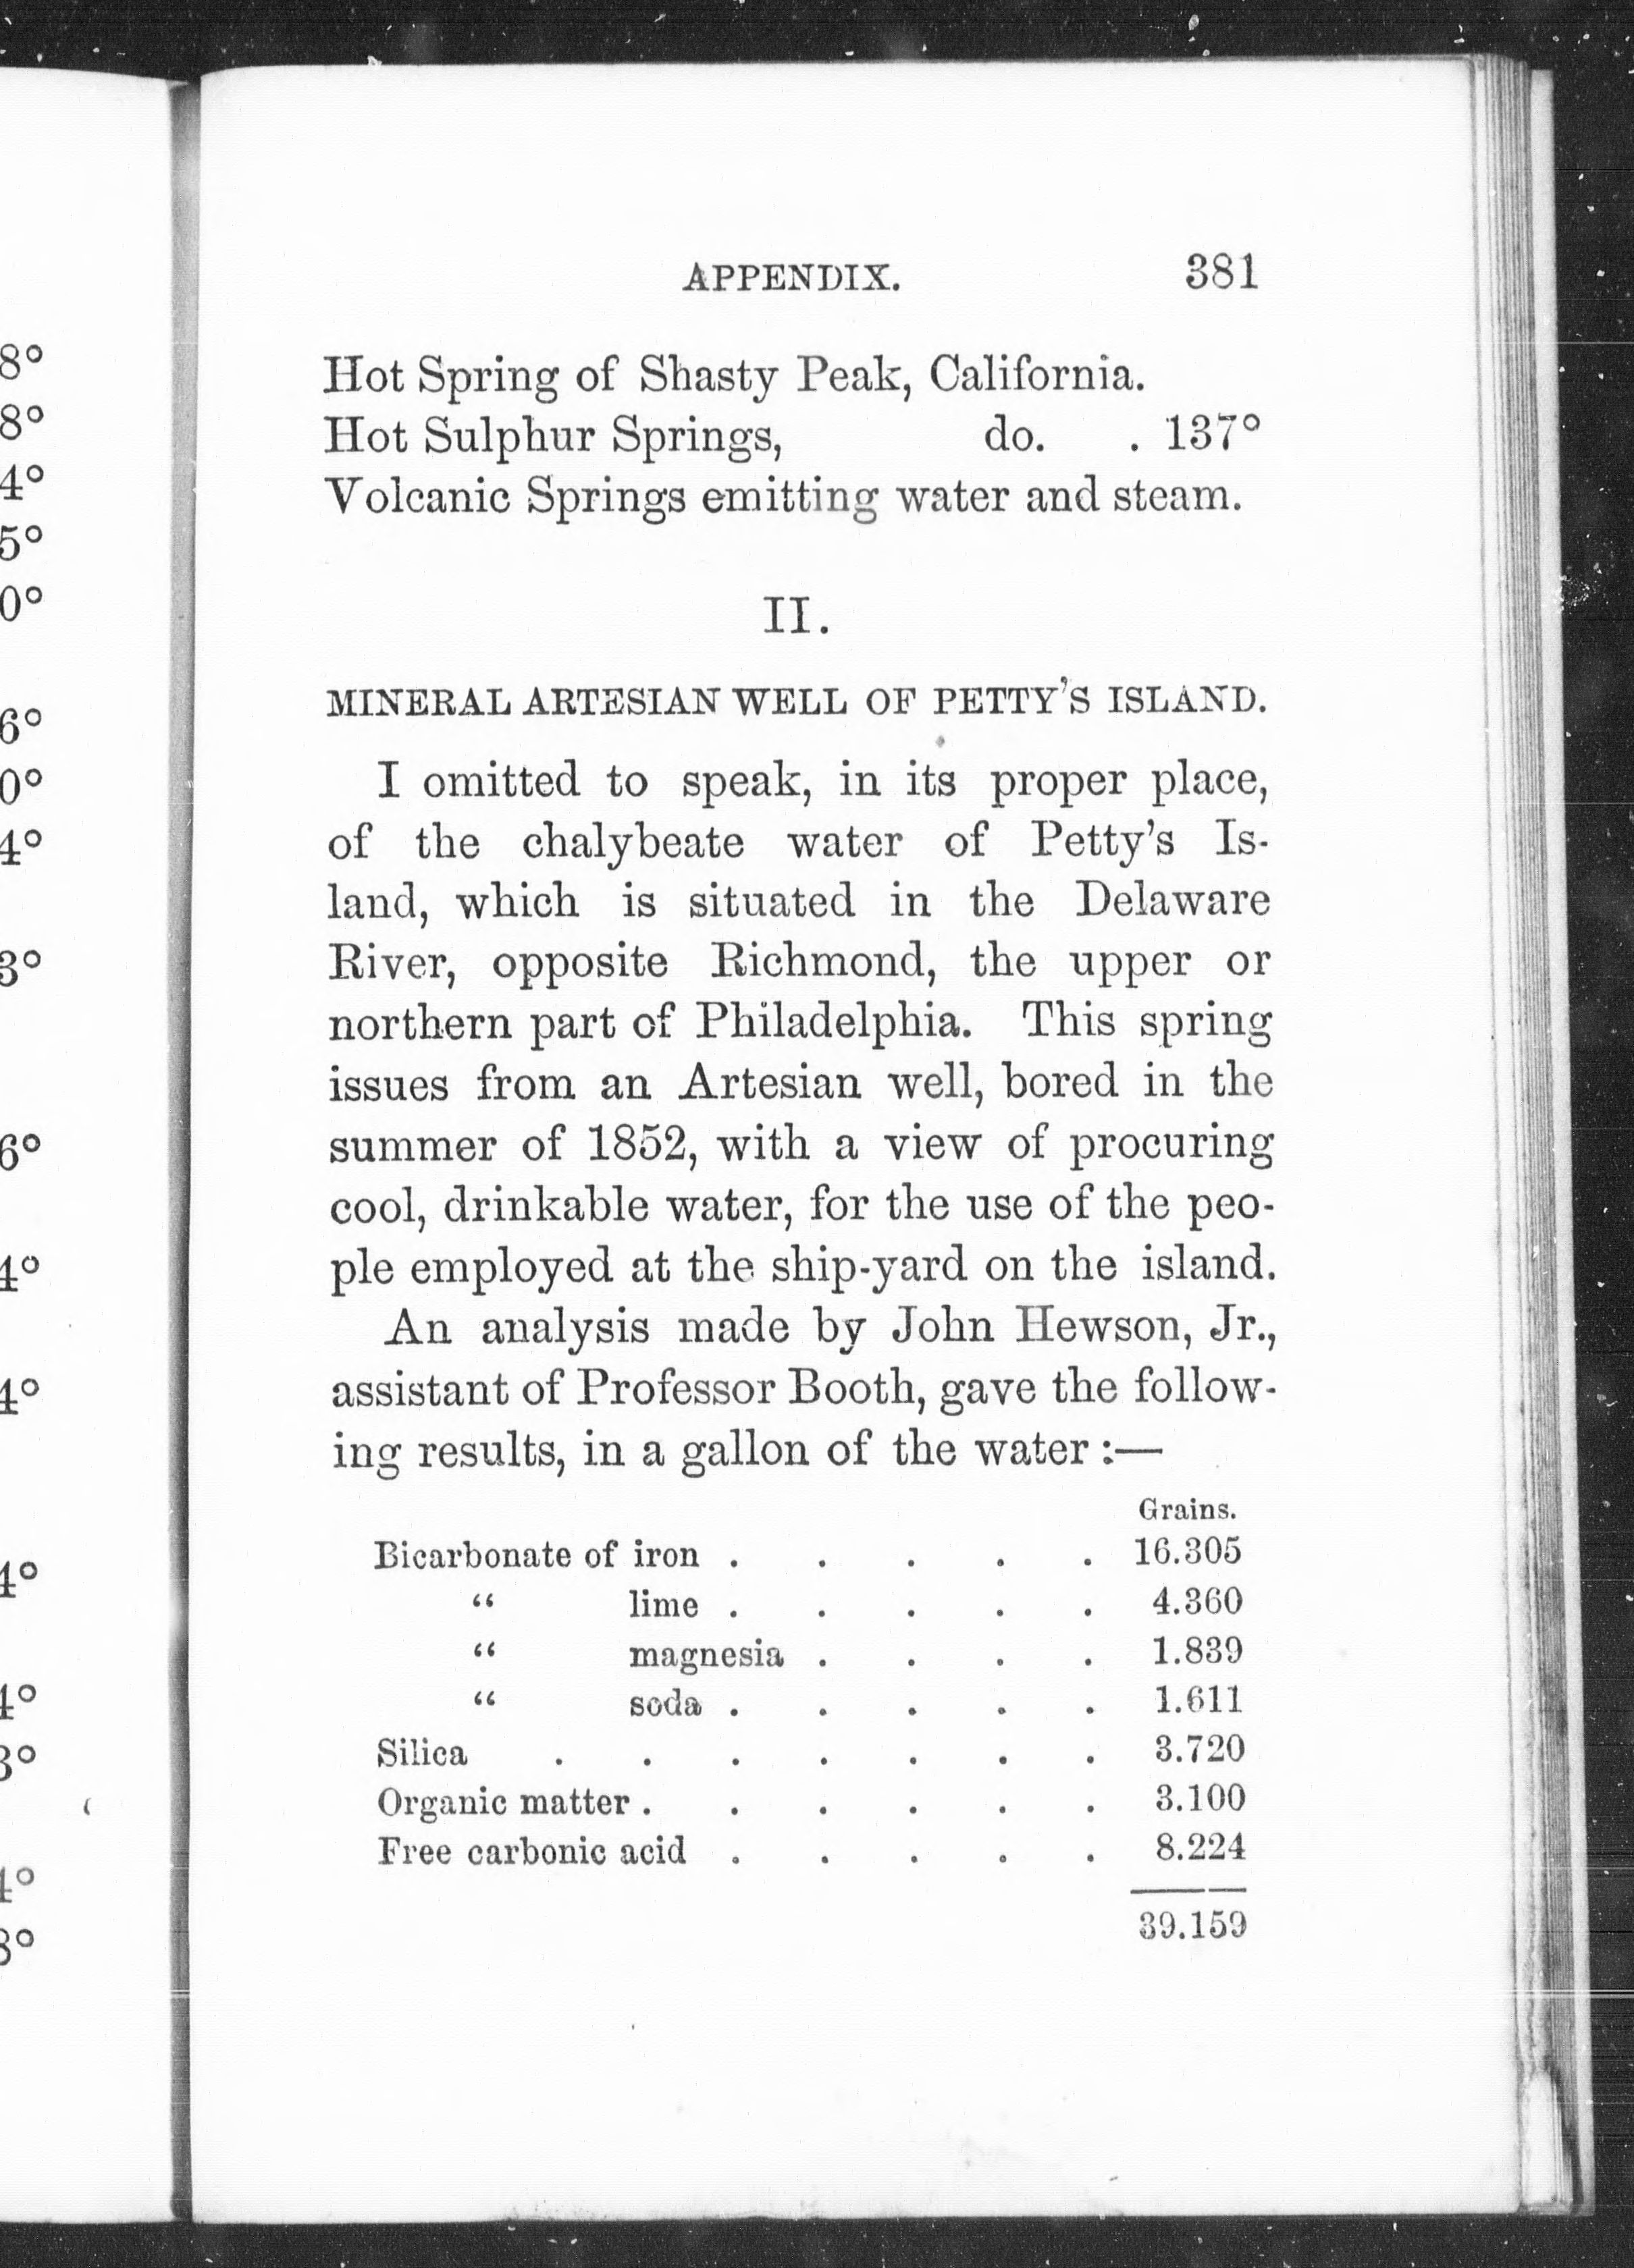 APPENDIX. 381
Hot Spring of Shasty Peak, California.
Hot Sulphur Springs, do. . 137°
Volcanic Springs emitting water and steam.
II.
MINERAL ARTESIAN WELL OF PETTY'S ISLAND.
I omitted to speak, in its proper place,
of the chalybeate water of Petty's Is-
land, which is situated in the Delaware
River, opposite Richmond, the upper or
northern part of Philadelphia. This spring
issues from an Artesian well, bored in the
summer of 1852, with a view of procuring
cool, drinkable water, for the use of the peo-
ple employed at the ship-yard on the island.
An analysis made by John Hewson, Jr.,
assistant of Professor Booth, gave the follow-
ing results, in a gallon of the water :—
Grains.
Bicarbonate of iron . . . . . 16.305
“ lime . . . . . 4.360
“ magnesia . . . . 1.839
“ soda . . . . . 1.611
Silica . . . . . . . 3.720
Organic matter . . . . . . 3.100
Free carbonic acid . . . . . 8.224
39.159